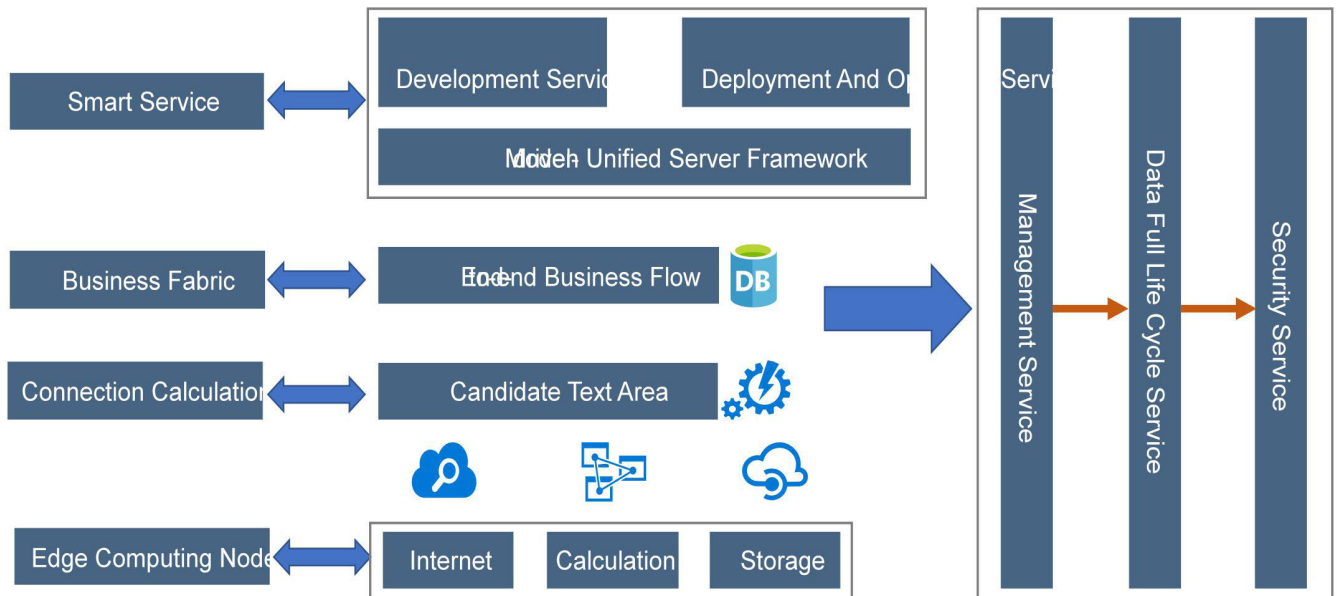 Smart Service
Development Servic
Deployment And Op
Unified Server Framework
Business Fabric
Business Flow
DB
Connection Calculation
Candidate Text Area
Edge Computing Node
Internet
Calculation
Storage
Servi
Management Service
Data Full Life Cycle Service
Security Service